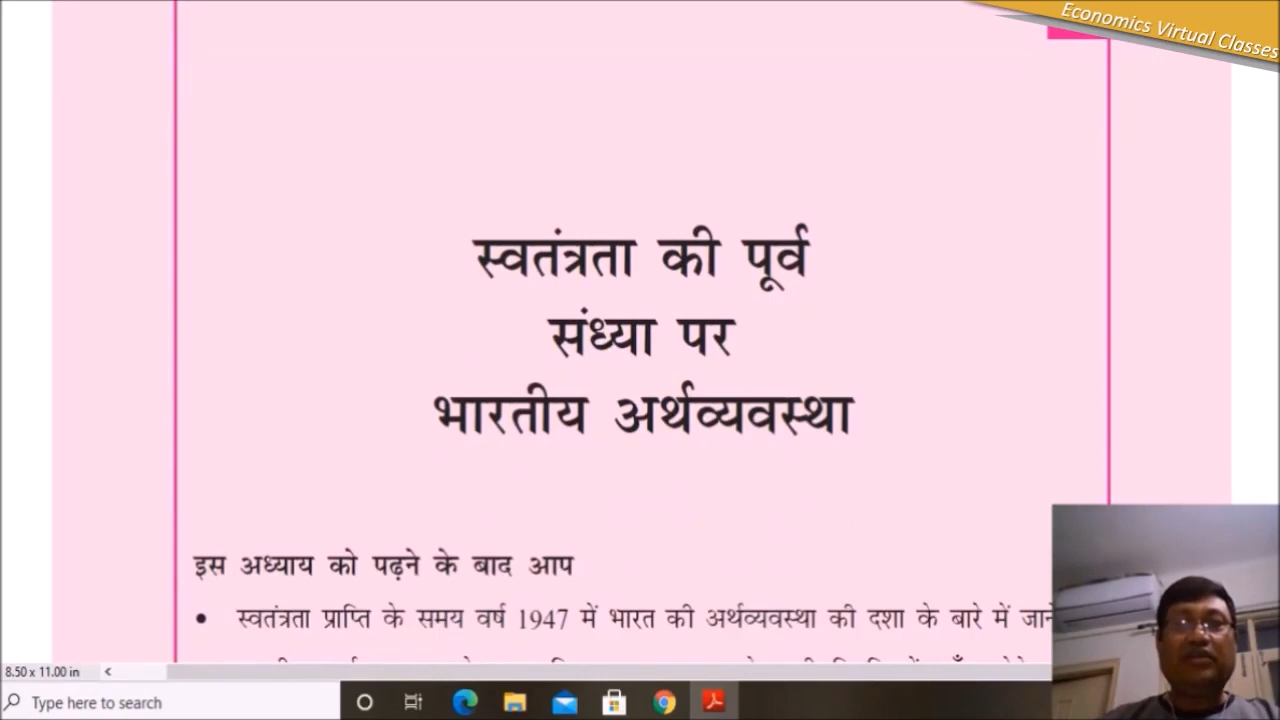 Economics Virtual Classes
स्वतंत्रता की पूर्व
संध्या पर
भारतीय अर्थव्यवस्था
इस अध्याय को पढ़ने के बाद आप
• स्वतंत्रता प्राप्ति के समय वर्ष 1947 में भारत की अर्थव्यवस्था की दशा के बारे में
8.50 x 11.00 in
Type here to search